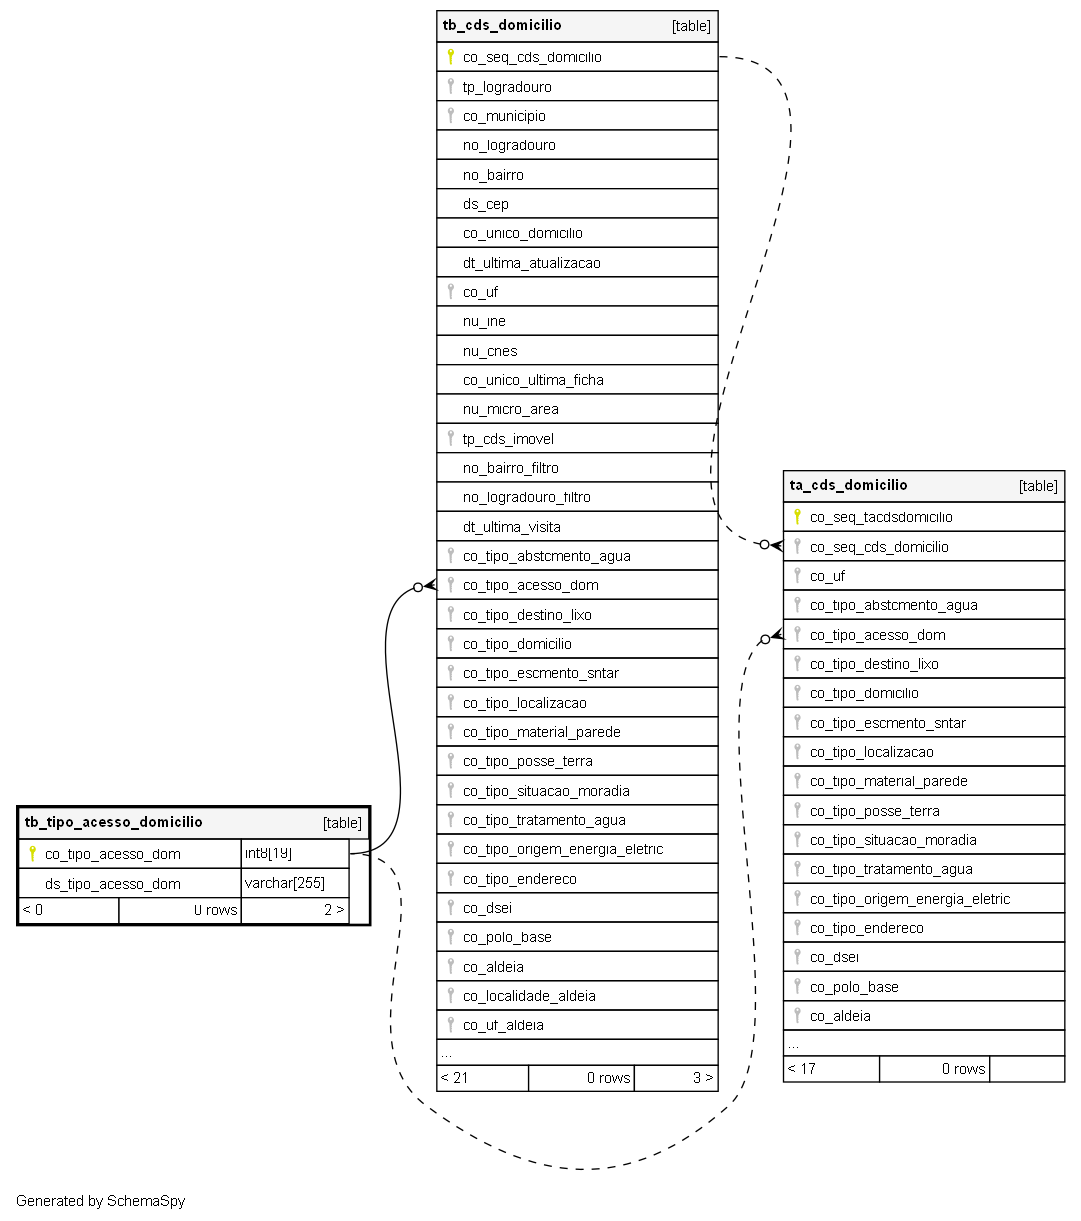 tb_cds_domicilio [table]
co_seq_cds_domicilio
tp_logradouro
co_municipio
no_logradouro
no_bairro
ds_cep
co_unico_domicilio
dt_ultima_atualizacao
co_uf
nu_ine
nu_cnes
co_unico_ultima_ficha
nu_micro_area
tp_cds_imovel
no_bairro_filtro
no_logradouro_filtro
dt_ultima_visita
co_tipo_abstcmento_agua
co_tipo_acesso_dom
co_tipo_destino_lixo
co_tipo_domicilio
co_tipo_escmento_sntar
co_tipo_localizacao
co_tipo_material_parede
co_tipo_posse_terra
co_tipo_situacao_moradia
co_tipo_tratamento_agua
co_tipo_origem_energia_eletric
co_tipo_endereco
co_dsei
co_polo_base
co_aldeia
co_localidade_aldeia
co_uf_aldeia
...
< 21 0 rows 3 >
ta_cds_domicilio [table]
co_seq_tacdsdomicilio
co_seq_cds_domicilio
co_uf
co_tipo_abstcmento_agua
co_tipo_acesso_dom
co_tipo_destino_lixo
co_tipo_domicilio
co_tipo_escmento_sntar
co_tipo_localizacao
co_tipo_material_parede
co_tipo_posse_terra
co_tipo_situacao_moradia
co_tipo_tratamento_agua
co_tipo_origem_energia_eletric
co_tipo_endereco
co_dsei
co_polo_base
co_aldeia
...
< 17 0 rows
tb_tipo_acesso_domicilio [table]
co_tipo_acesso_dom int8[19]
ds_tipo_acesso_dom varchar[255]
< 0 0 rows 2 >
Generated by SchemaSpy